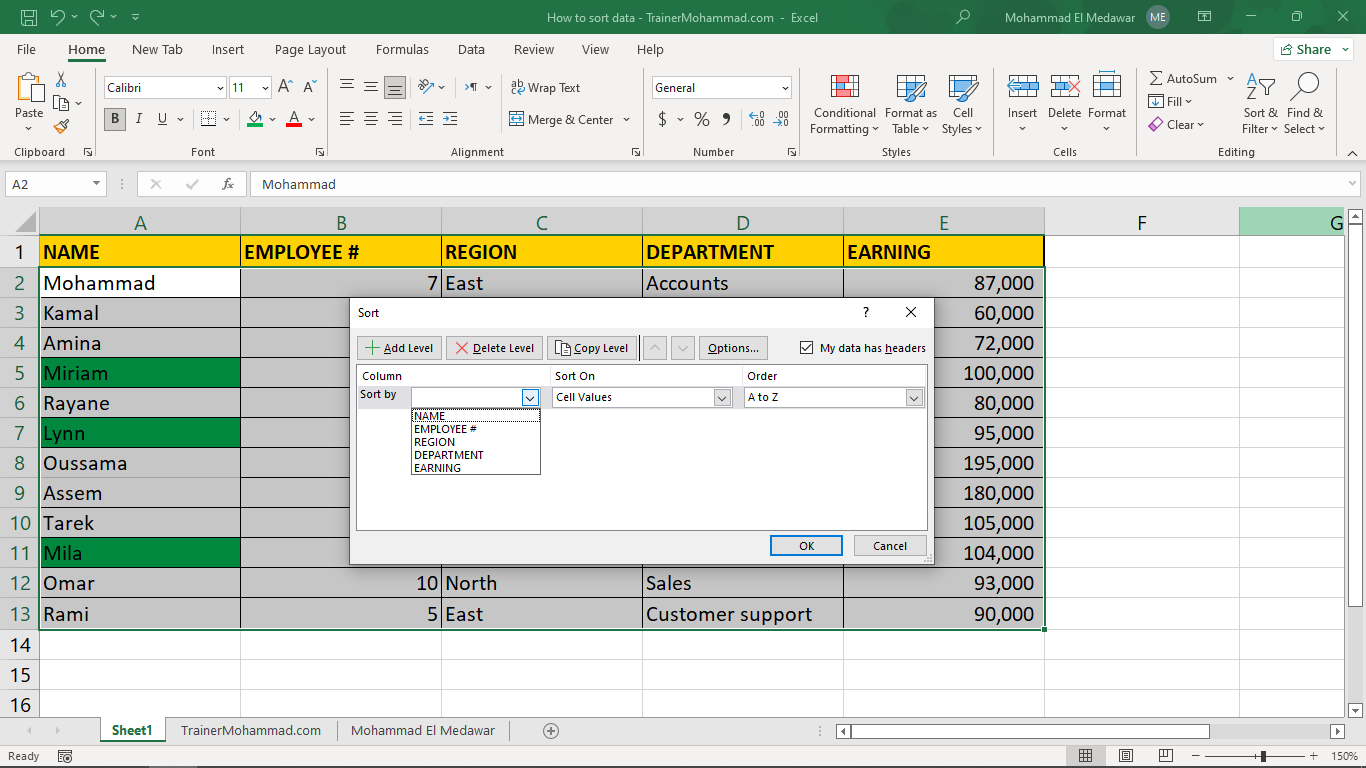 How to sort data - TrainerMohammad.com - Excel
Mohammad El Medawar
ME
File Home New Tab Insert Page Layout Formulas Data Review View Help
Share
Paste
Clipboard
Calibri 11
B I U
A A
Font
Wrap Text
Merge & Center
Alignment
General
$ % 9
Number
Conditional Formatting
Format as Table
Cell Styles
Styles
Insert Delete Format
Cells
AutoSum
Fill
Clear
Sort & Filter
Find & Select
Editing
A2
fx
Mohammad
A B C D E F G
1 NAME EMPLOYEE # REGION DEPARTMENT EARNING
2 Mohammad 7 East Accounts 87,000
3 Kamal 60,000
4 Amina 72,000
5 Miriam 100,000
6 Rayane 80,000
7 Lynn 95,000
8 Oussama 195,000
9 Assem 180,000
10 Tarek 105,000
11 Mila 104,000
12 Omar 10 North Sales 93,000
13 Rami 5 East Customer support 90,000
14
15
16
Sort ?
Add Level Delete Level Copy Level Options... My data has headers
Column Sort On Order
Sort by Cell Values A to Z
NAME
EMPLOYEE #
REGION
DEPARTMENT
EARNING
OK Cancel
Sheet1 TrainerMohammad.com Mohammad El Medawar
Ready
150%